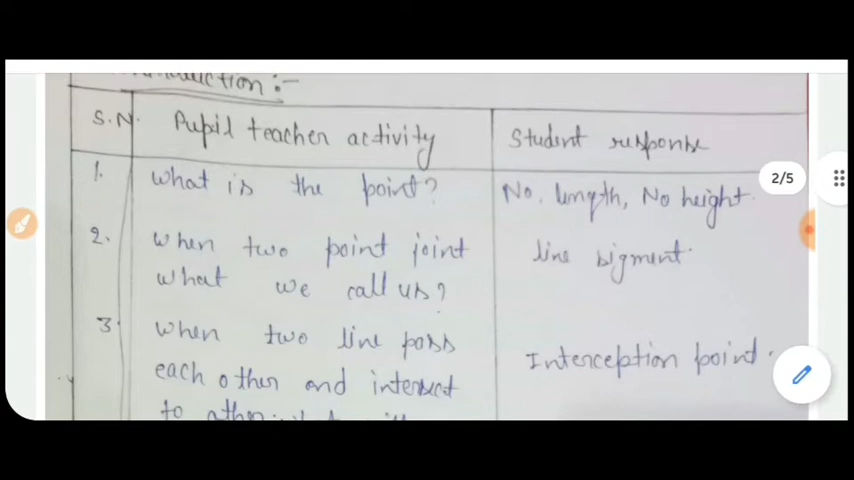 Introduction :-
S.N. Pupil teacher activity Student response
1. What is the point? No. length, No height.
2. When two point joint line sigment.
what we call us?
3. When two line pass
each other and intersect Interception point.
to
2/5